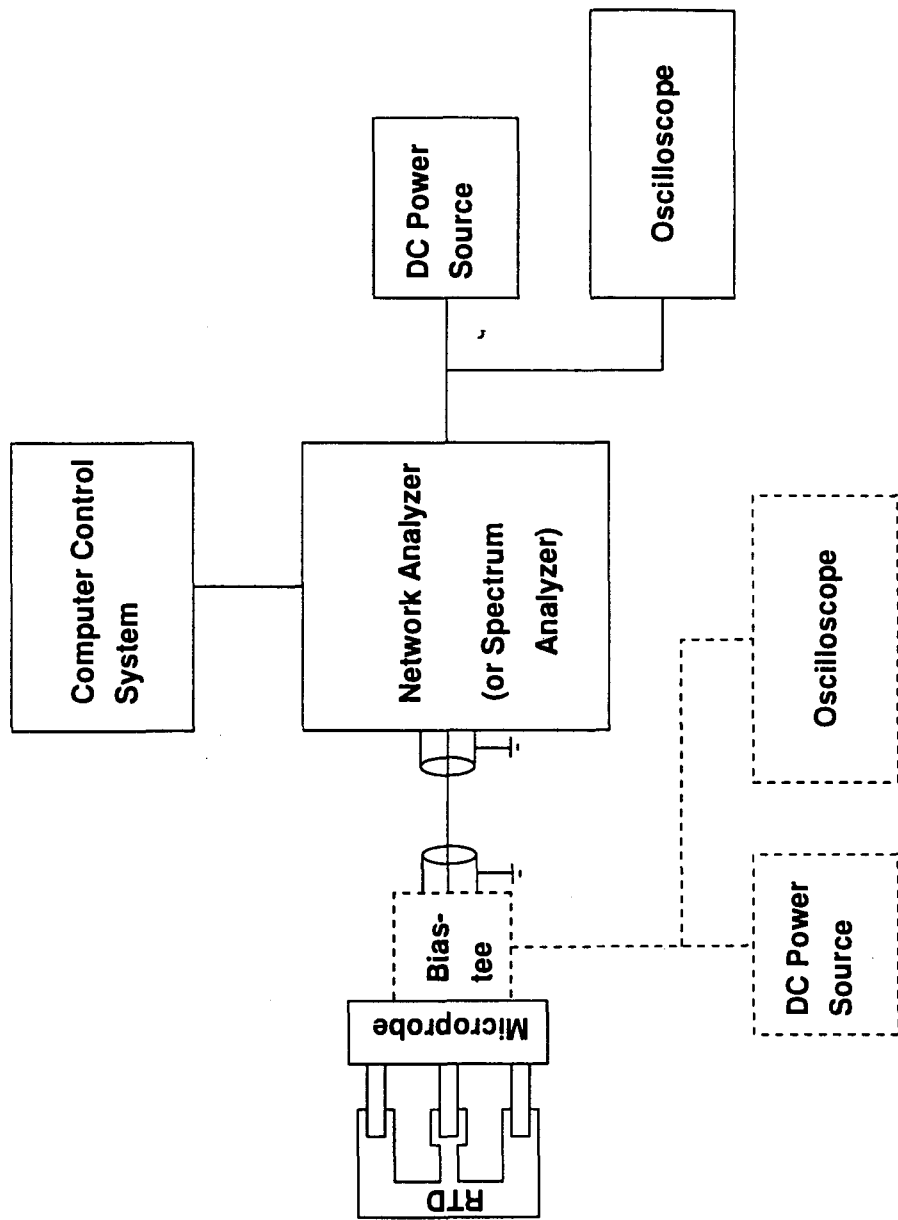 Computer Control
System
DC Power
Source
Oscilloscope
Network Analyzer
(or Spectrum
Analyzer)
RTD
Microprobe
Bias-
tee
DC Power
Source
Oscilloscope